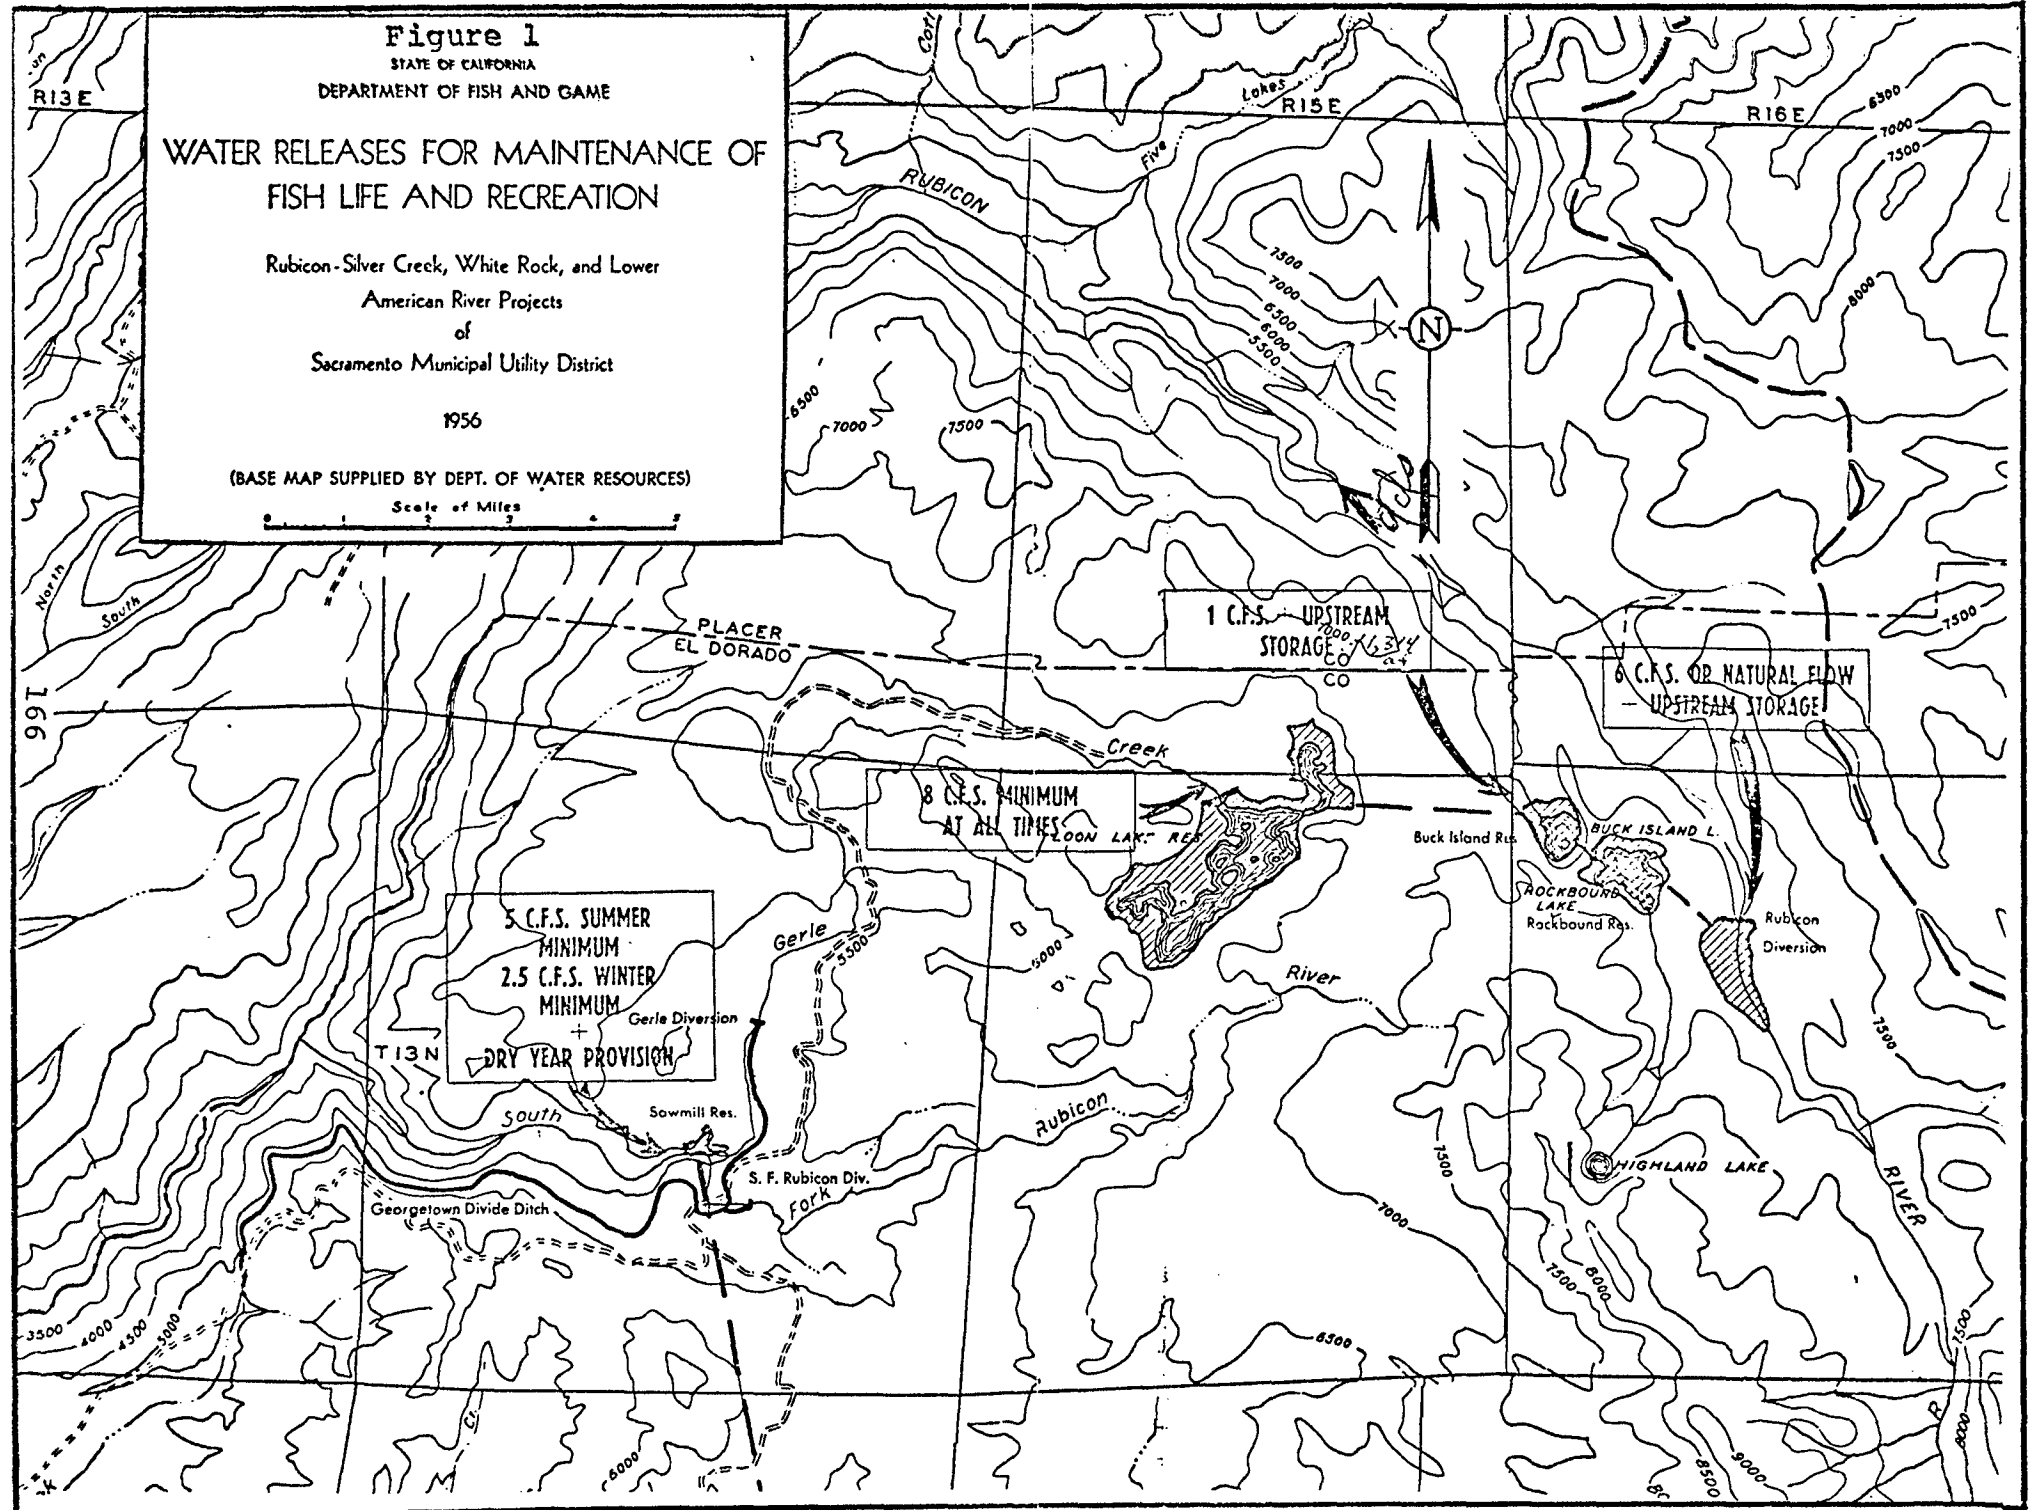 Figure 1
STATE OF CALIFORNIA
DEPARTMENT OF FISH AND GAME
WATER RELEASES FOR MAINTENANCE OF
FISH LIFE AND RECREATION
Rubicon-Silver Creek, White Rock, and Lower
American River Projects
of
Sacramento Municipal Utility District
1956
(BASE MAP SUPPLIED BY DEPT. OF WATER RESOURCES)
Scale of Miles
0 1 2 3 4 5
R13E
R15E
R16E
Five
Lakes
RUBICON
6500
7000
7500
7500
7000
6500
6000
5500
N
6500
7000
7500
8000
North
South
PLACER
EL DORADO
1 C.F.S. - UPSTREAM
STORAGE
7000
CO
CO
7500
6 C.F.S. OR NATURAL FLOW
- UPSTREAM STORAGE
166
Creek
8 C.F.S. MINIMUM
AT ALL TIMES
LOON LAKE RES
Buck Island Res
BUCK ISLAND L.
ROCKBOUND
LAKE
Rockbound Res.
Rubicon
Diversion
5 C.F.S. SUMMER
MINIMUM
2.5 C.F.S. WINTER
MINIMUM
+
DRY YEAR PROVISION
Gerle
5500
Gerle Diversion
6000
River
7500
T13N
South
Sawmill Res.
Rubicon
S. F. Rubicon Div.
Fork
Georgetown Divide Ditch
7500
HIGHLAND LAKE
RIVER
7000
7500
8000
3500
4000
4500
5000
6500
7500
Cr.
6000
R
8000
8500
9000